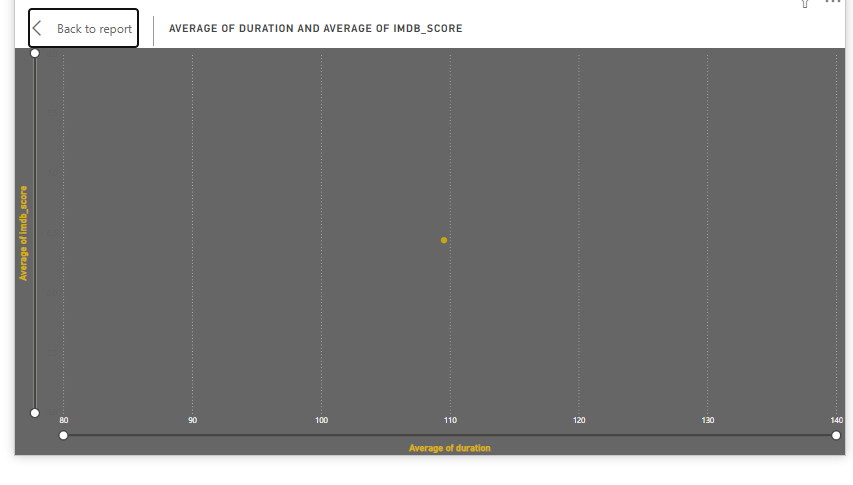 Back to report
AVERAGE OF DURATION AND AVERAGE OF IMDB_SCORE
Average of imdb_score
80 90 100 110 120 130 140
Average of duration